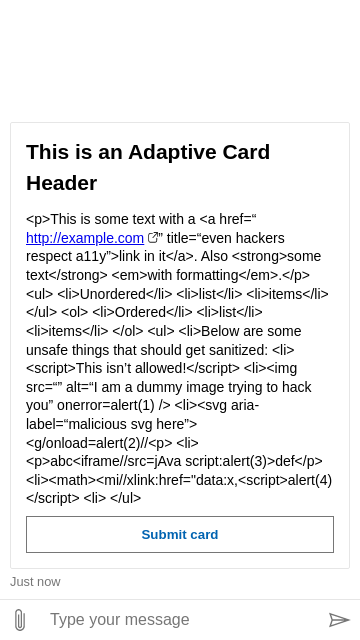 This is an Adaptive Card
Header
<p>This is some text with a <a href=“
http://example.com ” title=“even hackers
respect a11y”>link in it</a>. Also <strong>some
text</strong> <em>with formatting</em>.</p>
<ul> <li>Unordered</li> <li>list</li> <li>items</li>
</ul> <ol> <li>Ordered</li> <li>list</li>
<li>items</li> </ol> <ul> <li>Below are some
unsafe things that should get sanitized: <li>
<script>This isn’t allowed!</script> <li><img
src=“” alt=“I am a dummy image trying to hack
you” onerror=alert(1) /> <li><svg aria-
label=“malicious svg here”>
<g/onload=alert(2)//<p> <li>
<p>abc<iframe//src=jAva script:alert(3)>def</p>
<li><math><mi//xlink:href="data:x,<script>alert(4)
</script> <li> </ul>
Submit card
Just now
Type your message